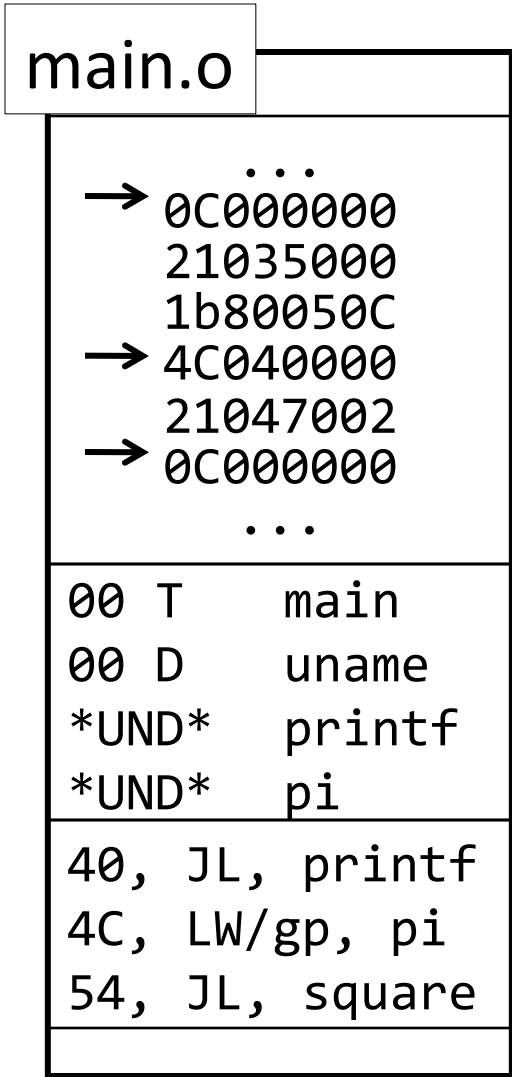 main.o
...
0C000000
21035000
1b80050C
4C040000
21047002
0C000000
...
00 T main
00 D uname
*UND* printf
*UND* pi
40, JL, printf
4C, LW/gp, pi
54, JL, square